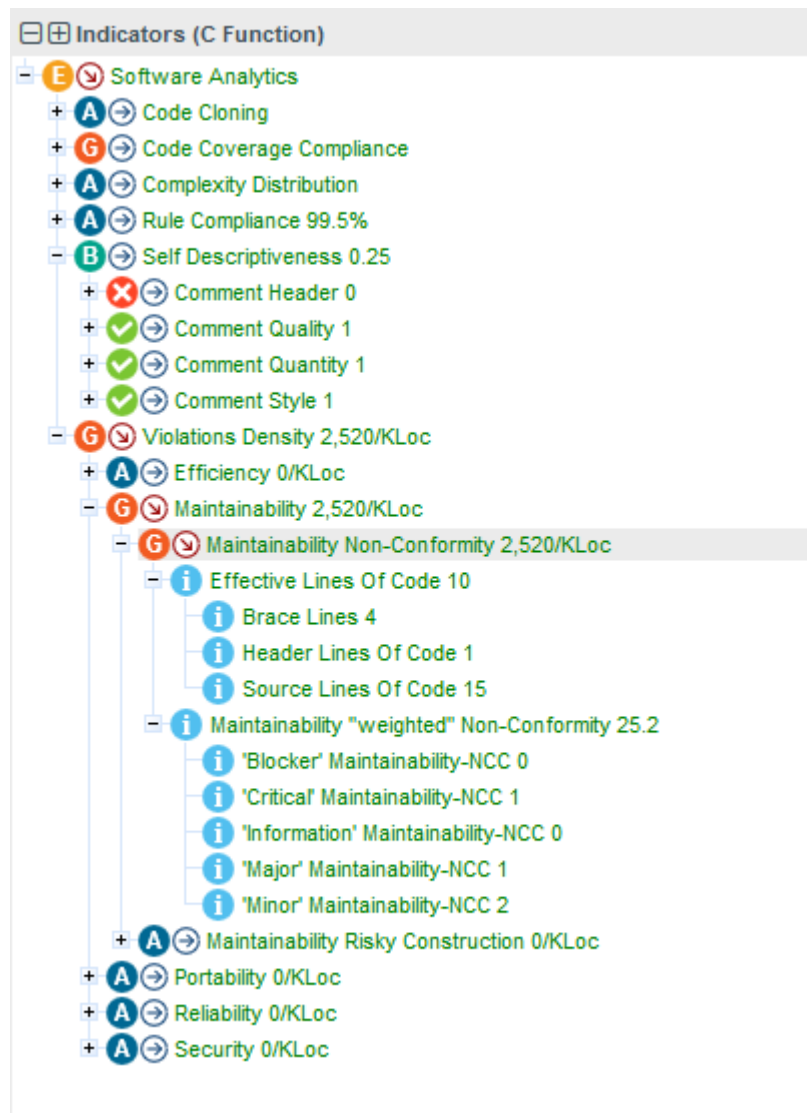 Indicators (C Function)
E Software Analytics
A Code Cloning
G Code Coverage Compliance
A Complexity Distribution
A Rule Compliance 99.5%
B Self Descriptiveness 0.25
Comment Header 0
Comment Quality 1
Comment Quantity 1
Comment Style 1
G Violations Density 2,520/KLoc
A Efficiency 0/KLoc
G Maintainability 2,520/KLoc
G Maintainability Non-Conformity 2,520/KLoc
i Effective Lines Of Code 10
i Brace Lines 4
i Header Lines Of Code 1
i Source Lines Of Code 15
i Maintainability "weighted" Non-Conformity 25.2
i 'Blocker' Maintainability-NCC 0
i 'Critical' Maintainability-NCC 1
i 'Information' Maintainability-NCC 0
i 'Major' Maintainability-NCC 1
i 'Minor' Maintainability-NCC 2
A Maintainability Risky Construction 0/KLoc
A Portability 0/KLoc
A Reliability 0/KLoc
A Security 0/KLoc